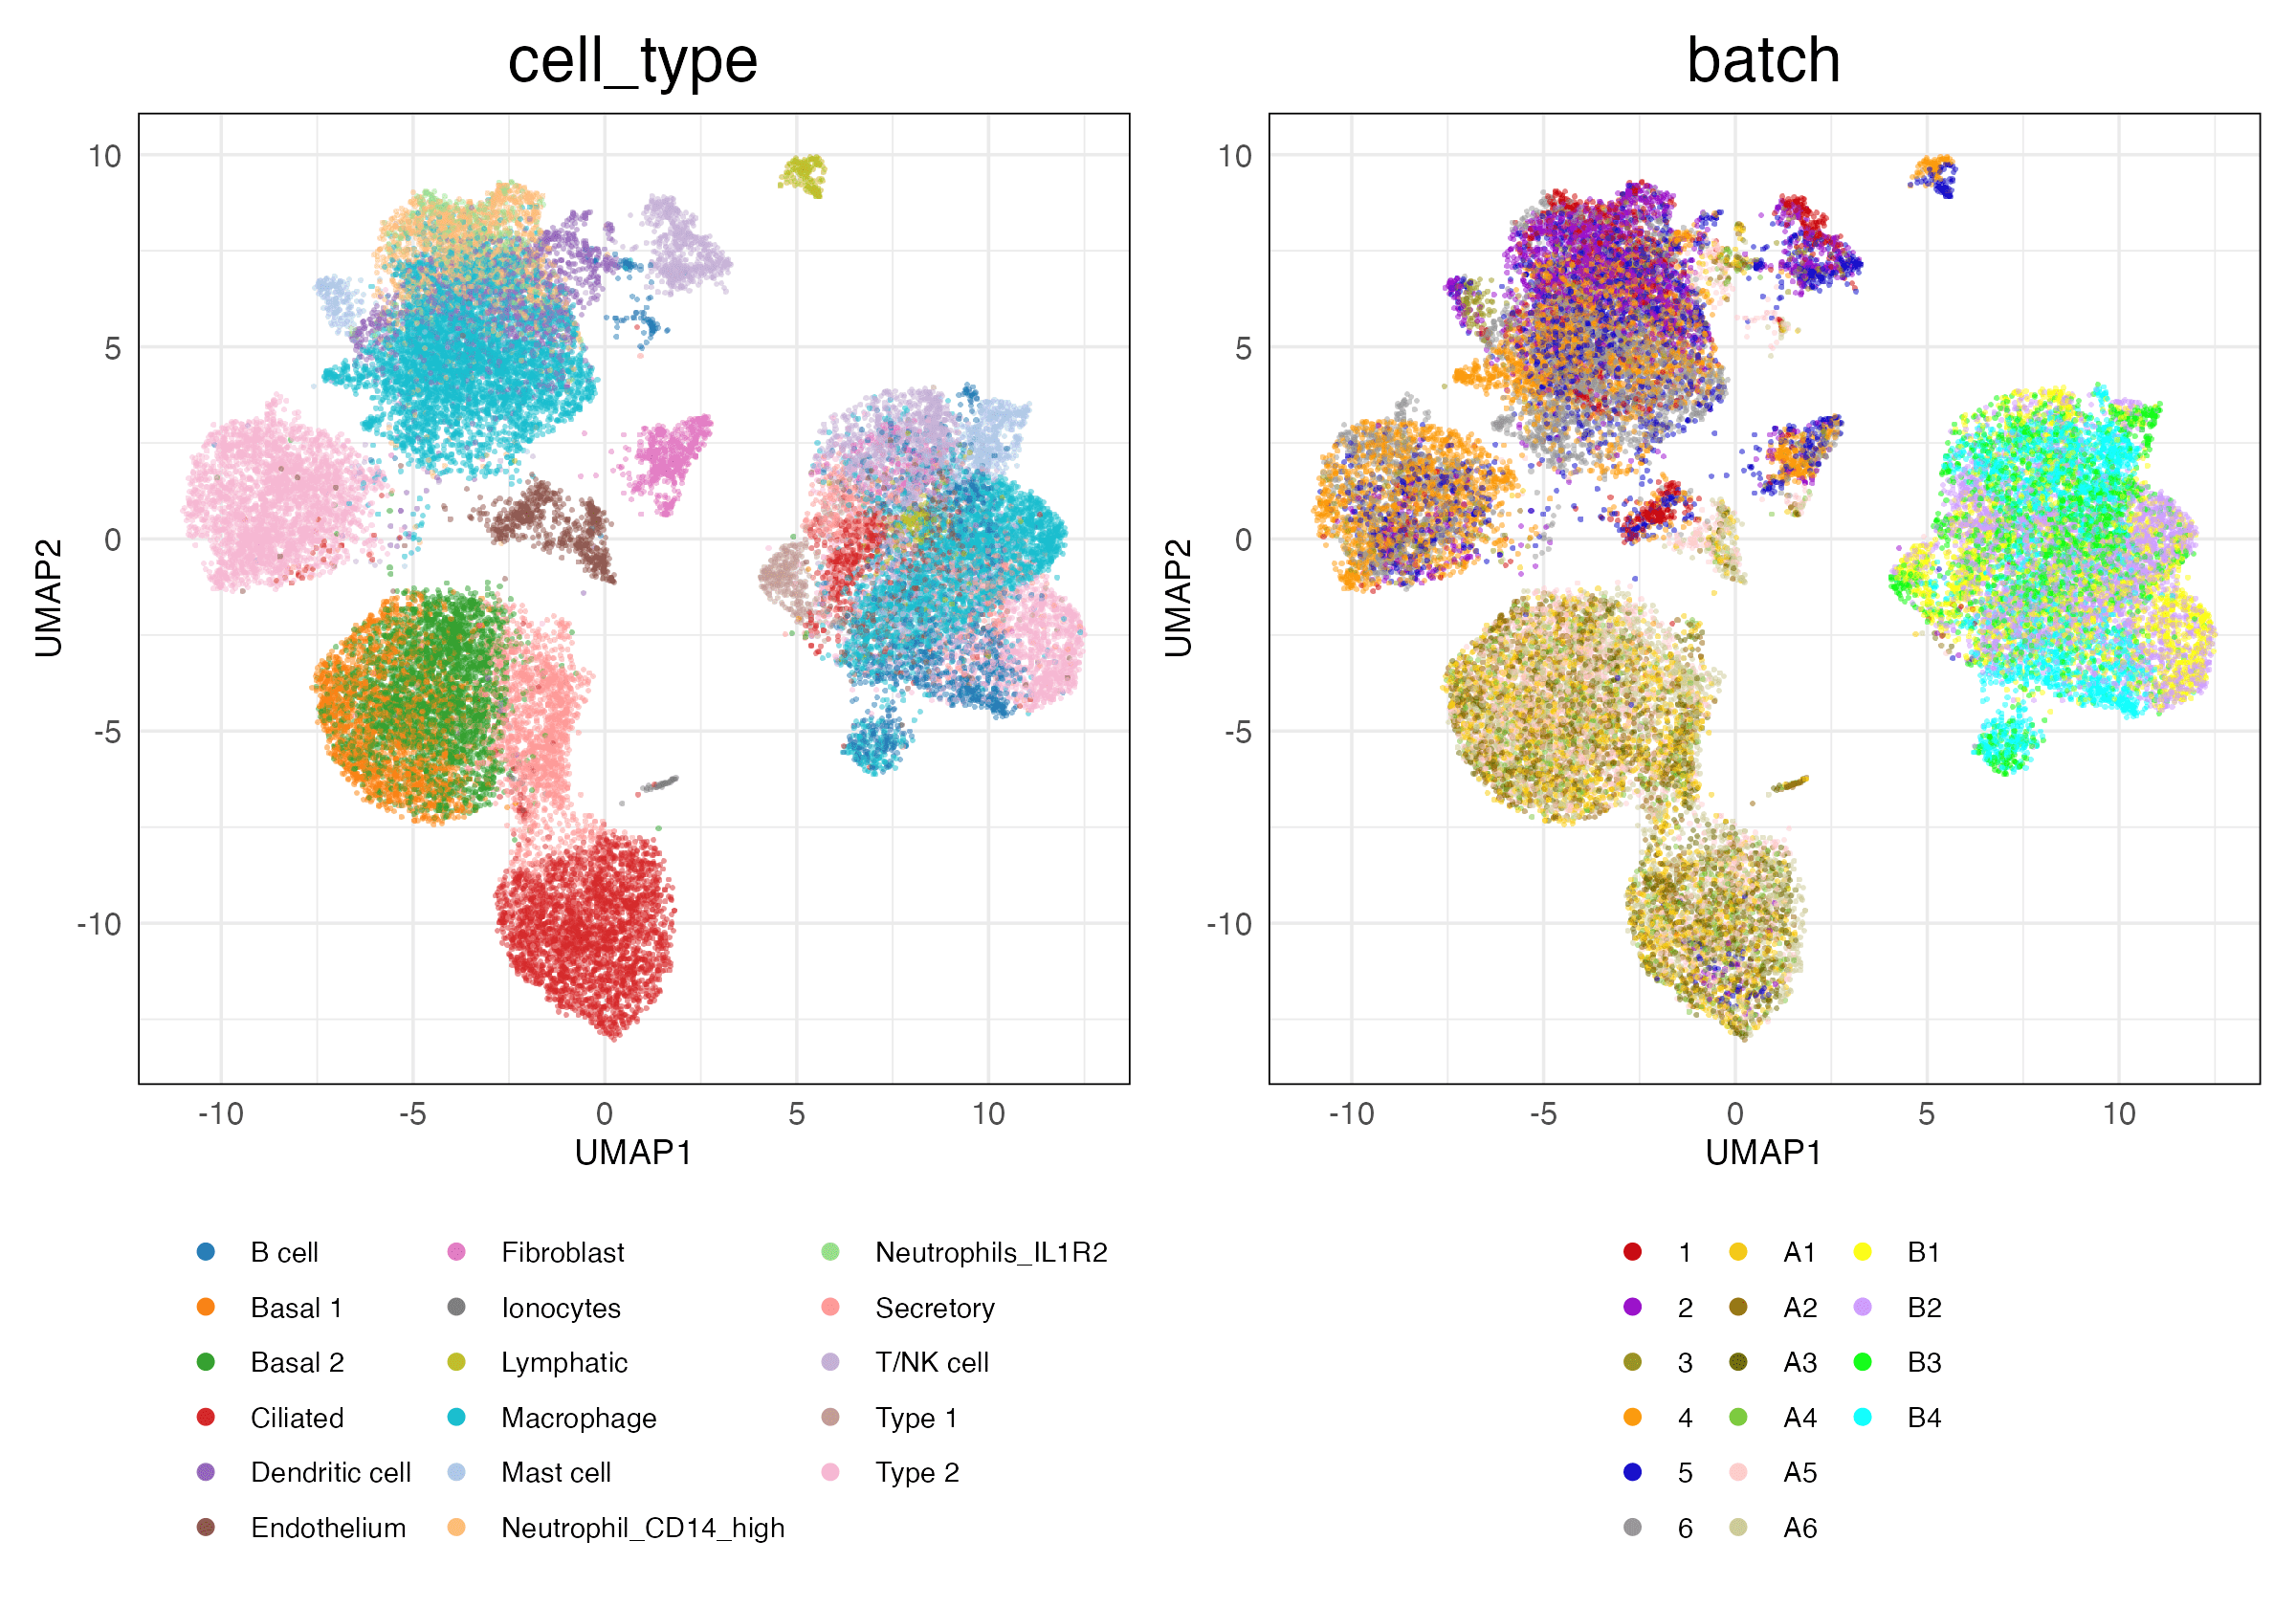 cell_type
batch
10
5
0
-5
-10
UMAP2
-10
-5
0
5
10
UMAP1
10
5
0
-5
-10
UMAP2
-10
-5
0
5
10
UMAP1
B cell
Basal 1
Basal 2
Ciliated
Dendritic cell
Endothelium
Fibroblast
Ionocytes
Lymphatic
Macrophage
Mast cell
Neutrophil_CD14_high
Neutrophils_IL1R2
Secretory
T/NK cell
Type 1
Type 2
1
2
3
4
5
6
A1
A2
A3
A4
A5
A6
B1
B2
B3
B4